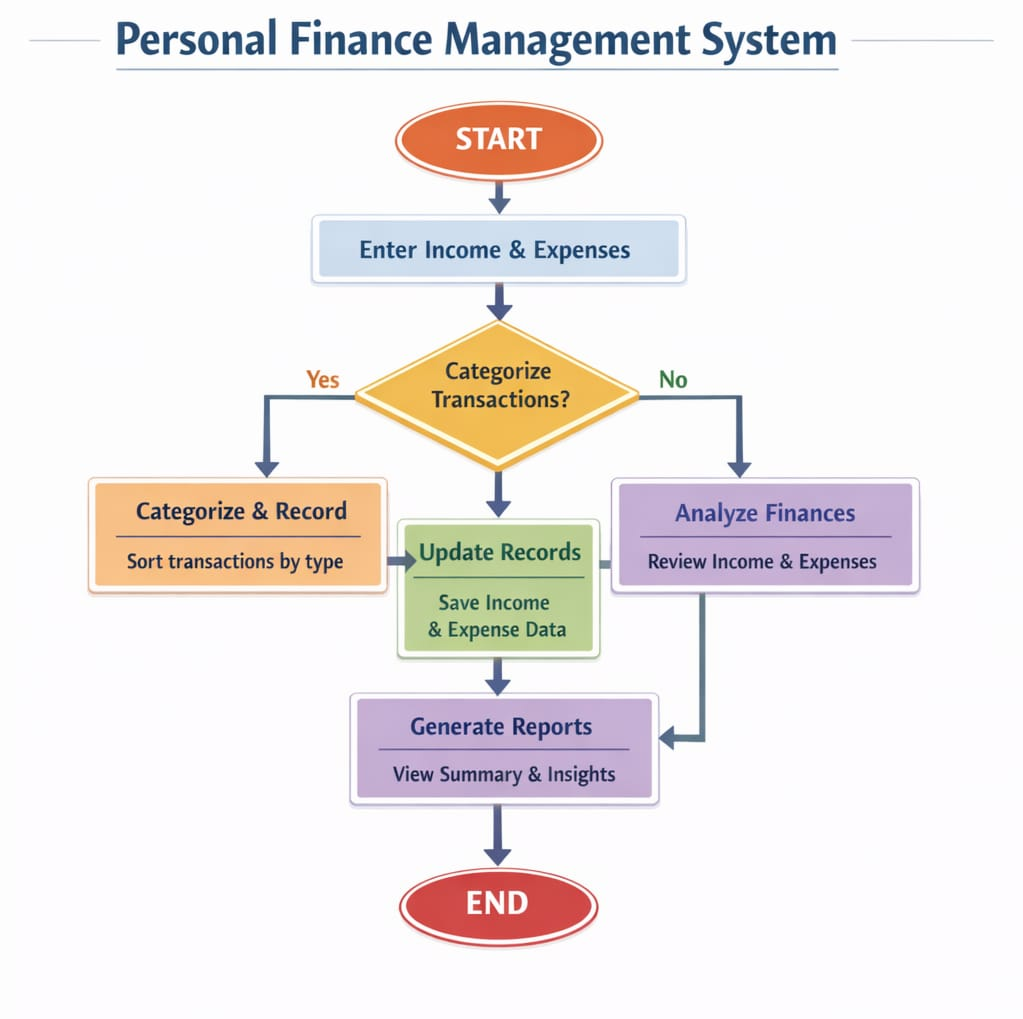 Personal Finance Management System
START
Enter Income & Expenses
Categorize
Transactions?
Yes
No
Categorize & Record
Sort transactions by type
Update Records
Save Income
& Expense Data
Analyze Finances
Review Income & Expenses
Generate Reports
View Summary & Insights
END